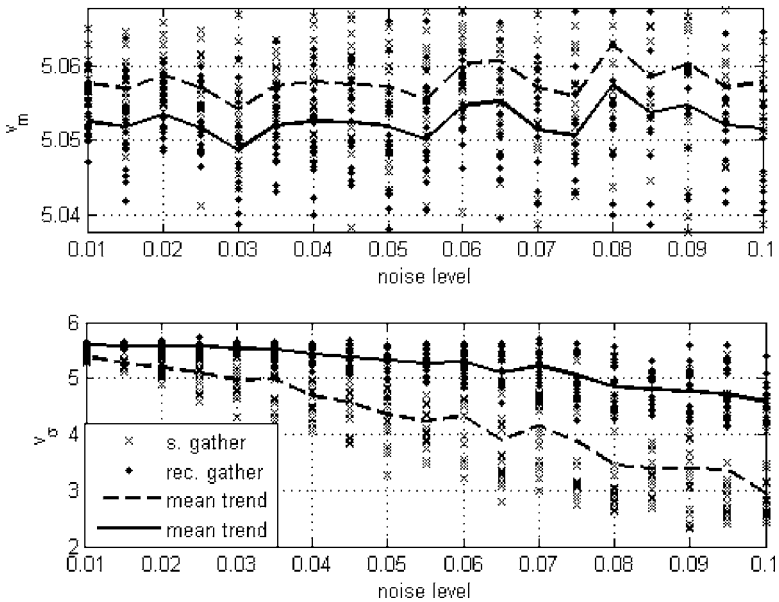 5.06
5.05
5.04
v_m
0.01 0.02 0.03 0.04 0.05 0.06 0.07 0.08 0.09 0.1
noise level
6
5
4
3
2
v_σ
s. gather
rec. gather
mean trend
mean trend
0.01 0.02 0.03 0.04 0.05 0.06 0.07 0.08 0.09 0.1
noise level